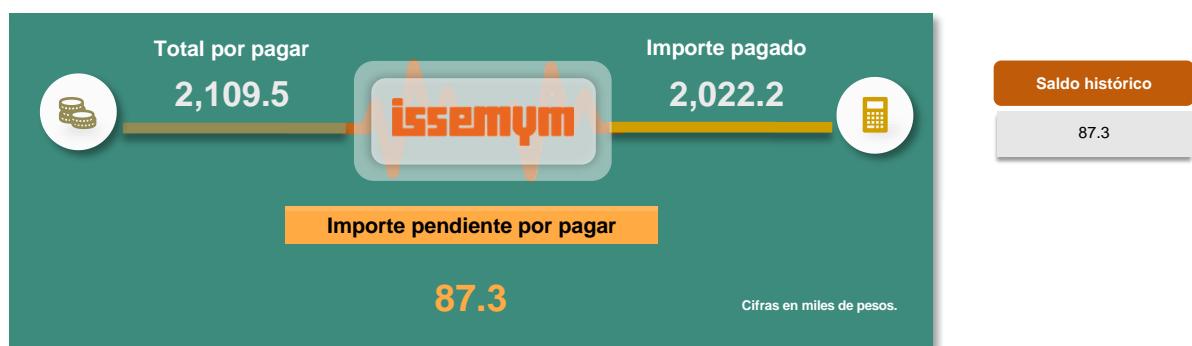 Total por pagar
2,109.5
issemym
Importe pagado
2,022.2
Importe pendiente por pagar
87.3
Cifras en miles de pesos.
Saldo histórico
87.3